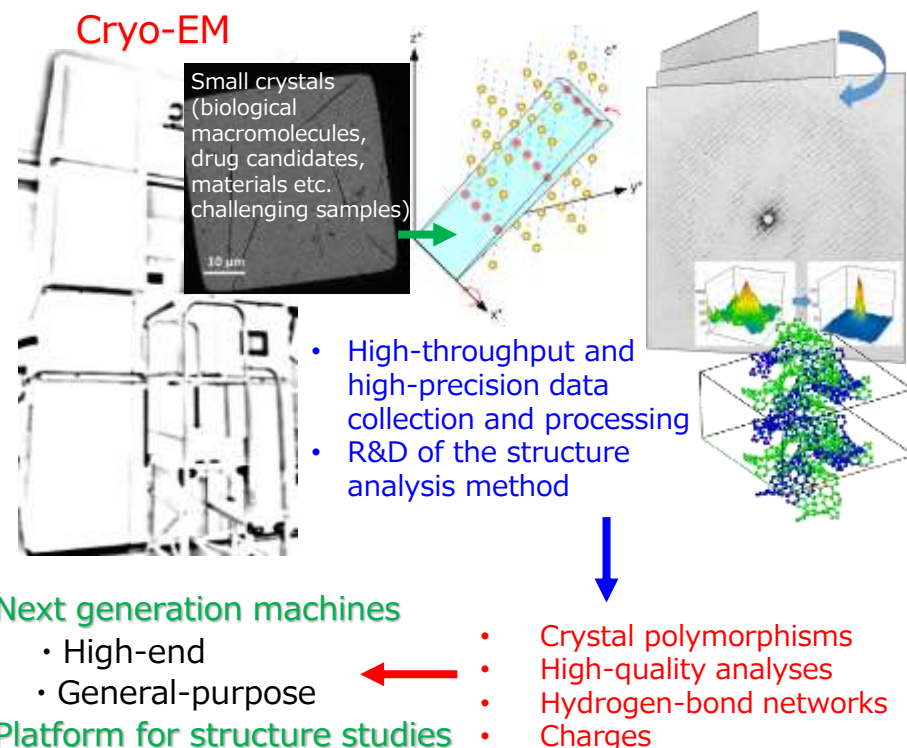 Cryo-EM
Small crystals
(biological
macromolecules,
drug candidates,
materials etc.
challenging samples)
10 μm
z*
c*
y*
x*
• High-throughput and
high-precision data
collection and processing
• R&D of the structure
analysis method
Next generation machines
・High-end
・General-purpose
Platform for structure studies
• Crystal polymorphisms
• High-quality analyses
• Hydrogen-bond networks
• Charges